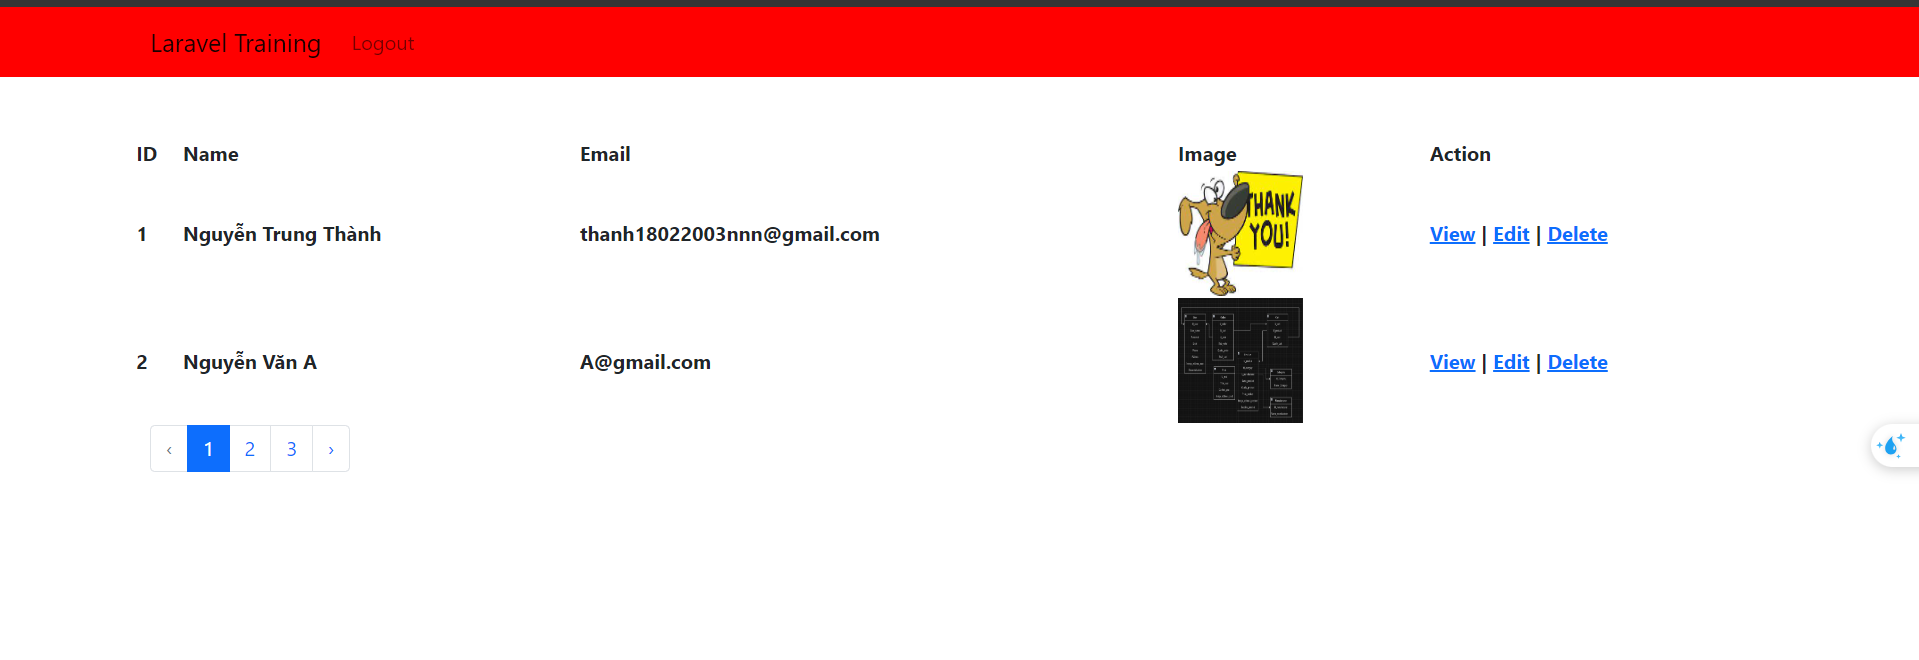 Laravel Training Logout
ID Name Email Image Action
THANK
YOU!
1 Nguyễn Trung Thành thanh18022003nnn@gmail.com View | Edit | Delete
2 Nguyễn Văn A A@gmail.com View | Edit | Delete
‹ 1 2 3 ›